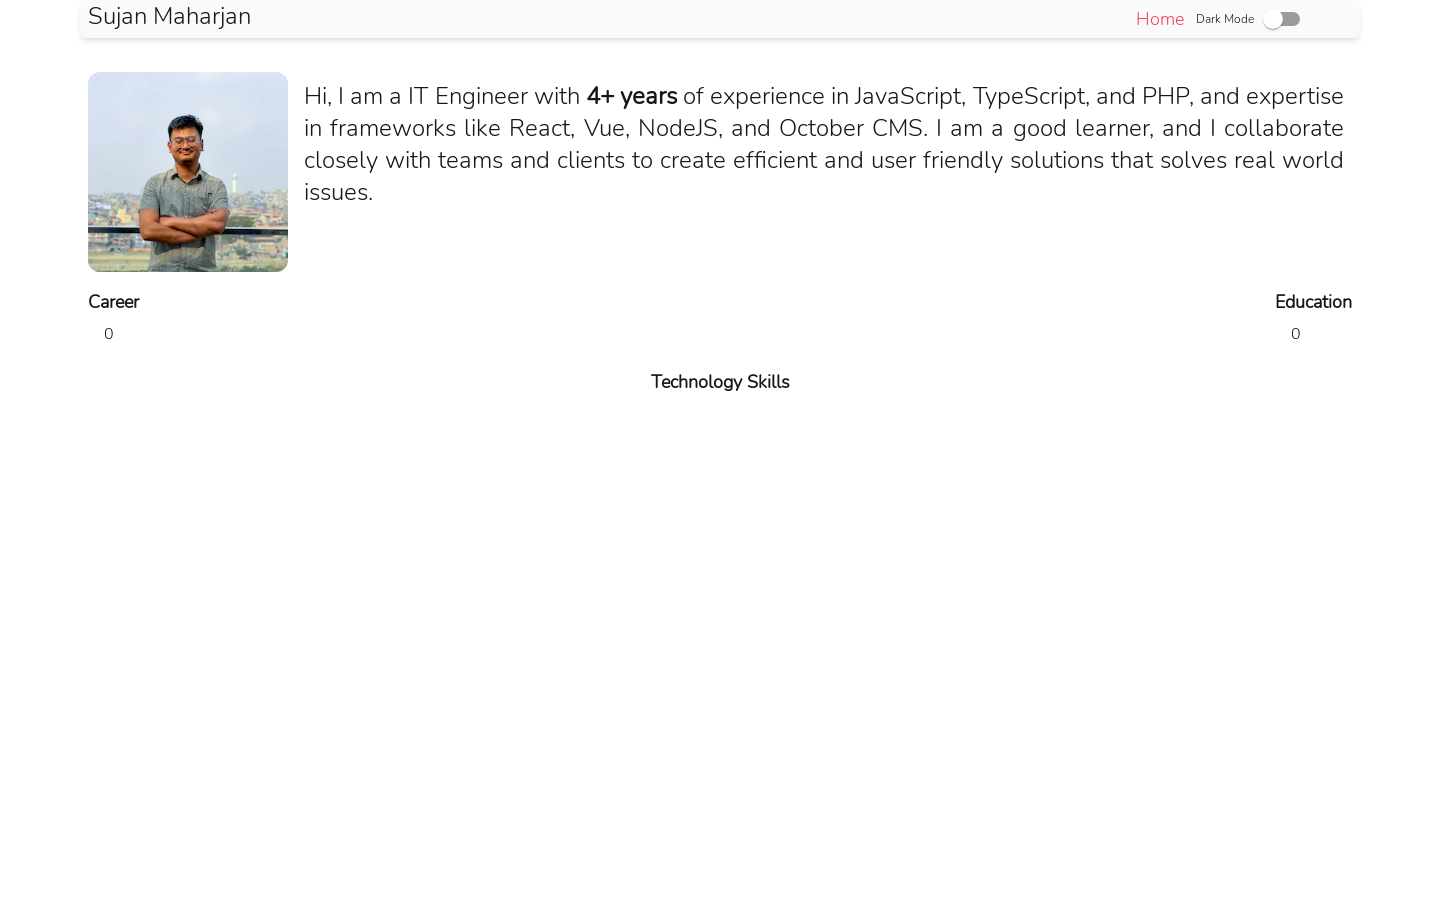 Sujan Maharjan
Home Dark Mode
Hi, I am a IT Engineer with 4+ years of experience in JavaScript, TypeScript, and PHP, and expertise
in frameworks like React, Vue, NodeJS, and October CMS. I am a good learner, and I collaborate
closely with teams and clients to create efficient and user friendly solutions that solves real world
issues.
Career
0
Education
0
Technology Skills